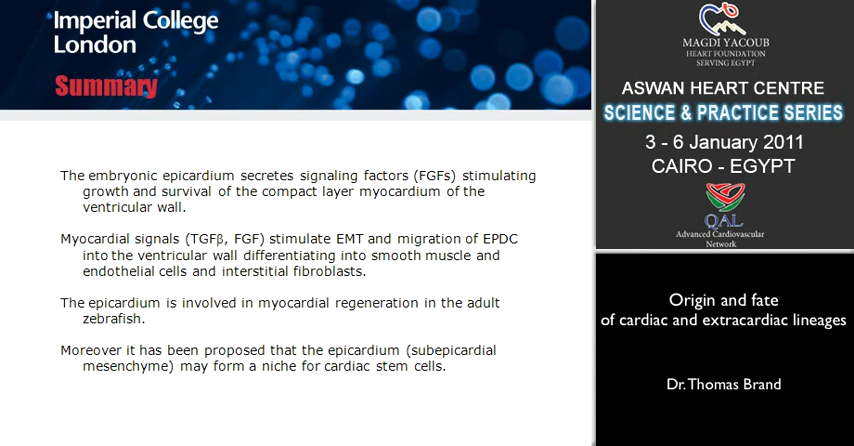 Imperial College
London
Summary
The embryonic epicardium secretes signaling factors (FGFs) stimulating
growth and survival of the compact layer myocardium of the
ventricular wall.
Myocardial signals (TGFβ, FGF) stimulate EMT and migration of EPDC
into the ventricular wall differentiating into smooth muscle and
endothelial cells and interstitial fibroblasts.
The epicardium is involved in myocardial regeneration in the adult
zebrafish.
Moreover it has been proposed that the epicardium (subepicardial
mesenchyme) may form a niche for cardiac stem cells.
MAGDI YACOUB
HEART FOUNDATION
SERVING EGYPT
ASWAN HEART CENTRE
SCIENCE & PRACTICE SERIES
3 - 6 January 2011
CAIRO - EGYPT
QAL
Advanced Cardiovascular
Network
Origin and fate
of cardiac and extracardiac lineages
Dr. Thomas Brand